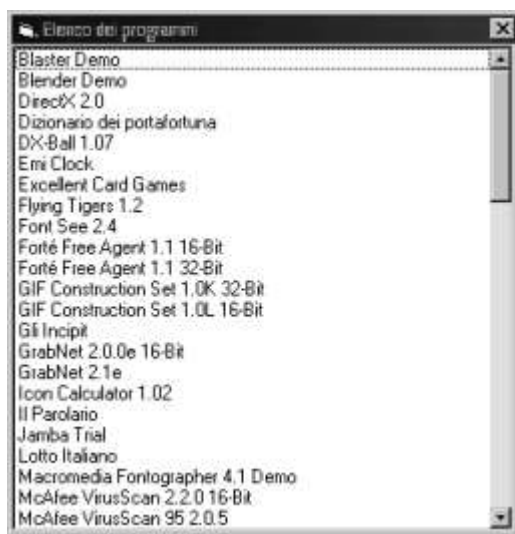 Elenco dei programmi
Blaster Demo
Blender Demo
DirectX 2.0
Dizionario dei portafortuna
DX-Ball 1.07
Emi Clock
Excellent Card Games
Flying Tigers 1.2
Font See 2.4
Forté Free Agent 1.1 16-Bit
Forté Free Agent 1.1 32-Bit
GIF Construction Set 1.0K 32-Bit
GIF Construction Set 1.0L 16-Bit
Gli Incipit
GrabNet 2.0.0e 16-Bit
GrabNet 2.1e
Icon Calculator 1.02
Il Parolario
Jamba Trial
Lotto Italiano
Macromedia Fontographer 4.1 Demo
McAfee VirusScan 2.2.0 16-Bit
McAfee VirusScan 95 2.0.5